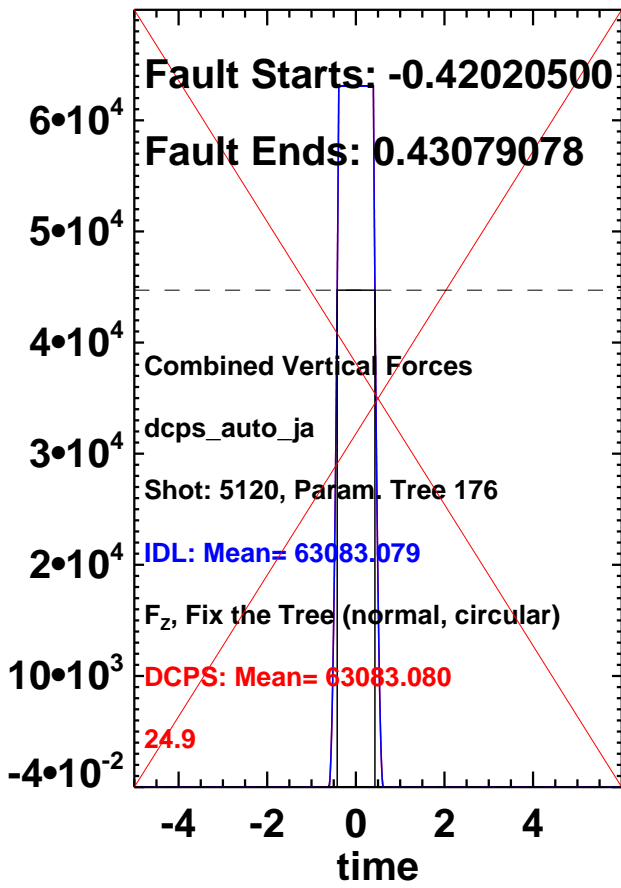 Fault Starts: -0.42020500
6•10⁴
Fault Ends: 0.43079078
5•10⁴
4•10⁴
Combined Vertical Forces
dcps_auto_ja
3•10⁴
Shot: 5120, Param. Tree 176
IDL: Mean= 63083.079
2•10⁴
F_Z, Fix the Tree (normal, circular)
10•10³
DCPS: Mean= 63083.080
24.9
-4•10⁻²
-4 -2 0 2 4
time